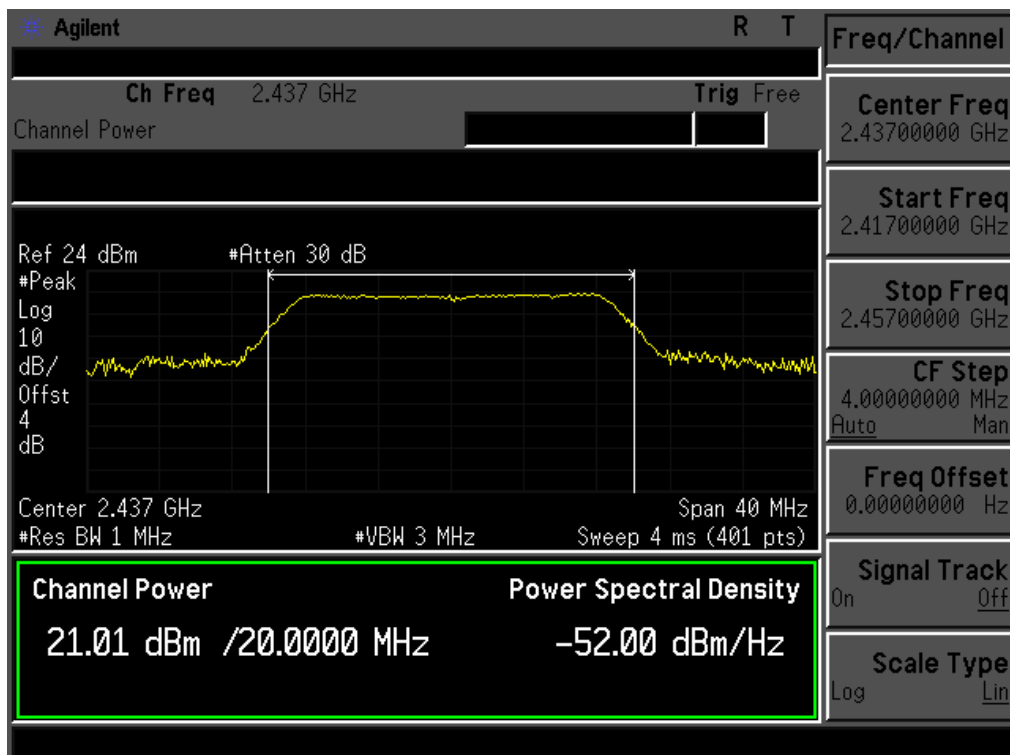 Agilent R T
Freq/Channel
Ch Freq 2.437 GHz Trig Free
Channel Power
Center Freq
2.43700000 GHz
Start Freq
2.41700000 GHz
Stop Freq
2.45700000 GHz
CF Step
4.00000000 MHz
Auto Man
Freq Offset
0.00000000 Hz
Signal Track
On Off
Scale Type
Log Lin
Ref 24 dBm #Atten 30 dB
#Peak
Log
10
dB/
Offst
4
dB
Center 2.437 GHz Span 40 MHz
#Res BW 1 MHz #VBW 3 MHz Sweep 4 ms (401 pts)
Channel Power Power Spectral Density
21.01 dBm /20.0000 MHz -52.00 dBm/Hz